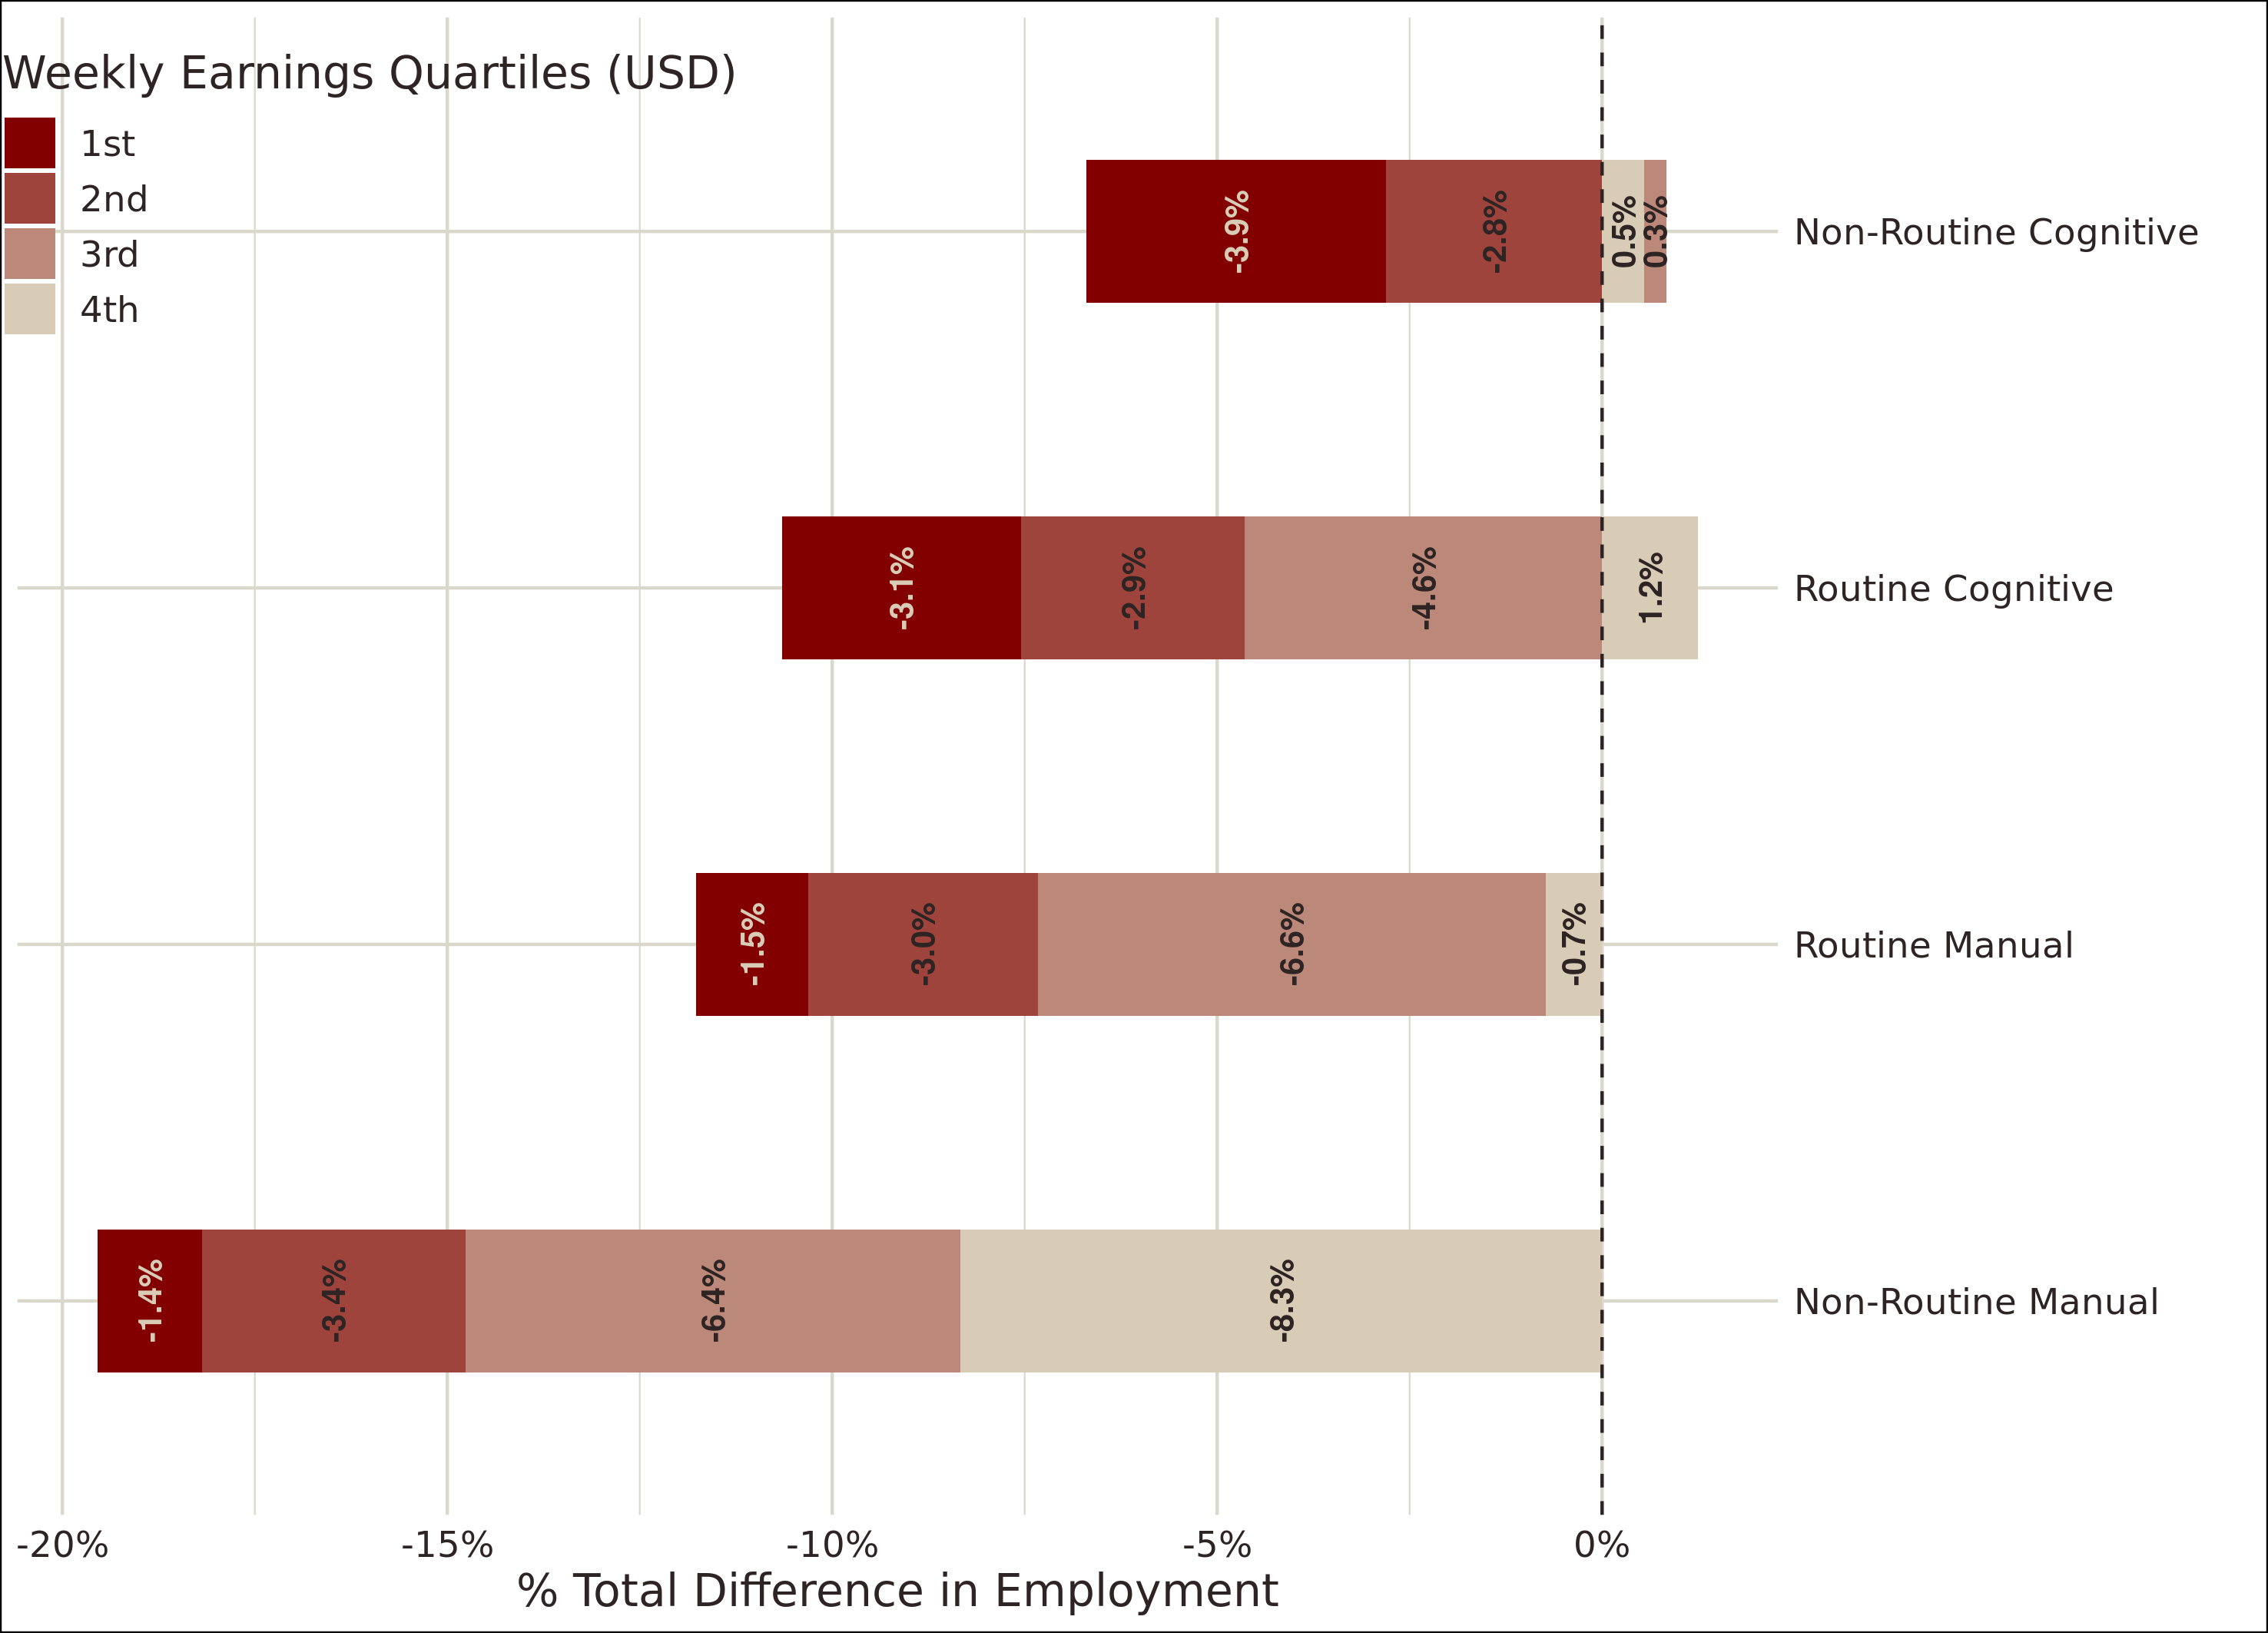 Weekly Earnings Quartiles (USD)
1st
2nd
3rd
4th
-3.9% -2.8% 0.5% 0.3% Non-Routine Cognitive
-3.1% -2.9% -4.6% 1.2% Routine Cognitive
-1.5% -3.0% -6.6% -0.7% Routine Manual
-1.4% -3.4% -6.4% -8.3% Non-Routine Manual
-20% -15% -10% -5% 0%
% Total Difference in Employment